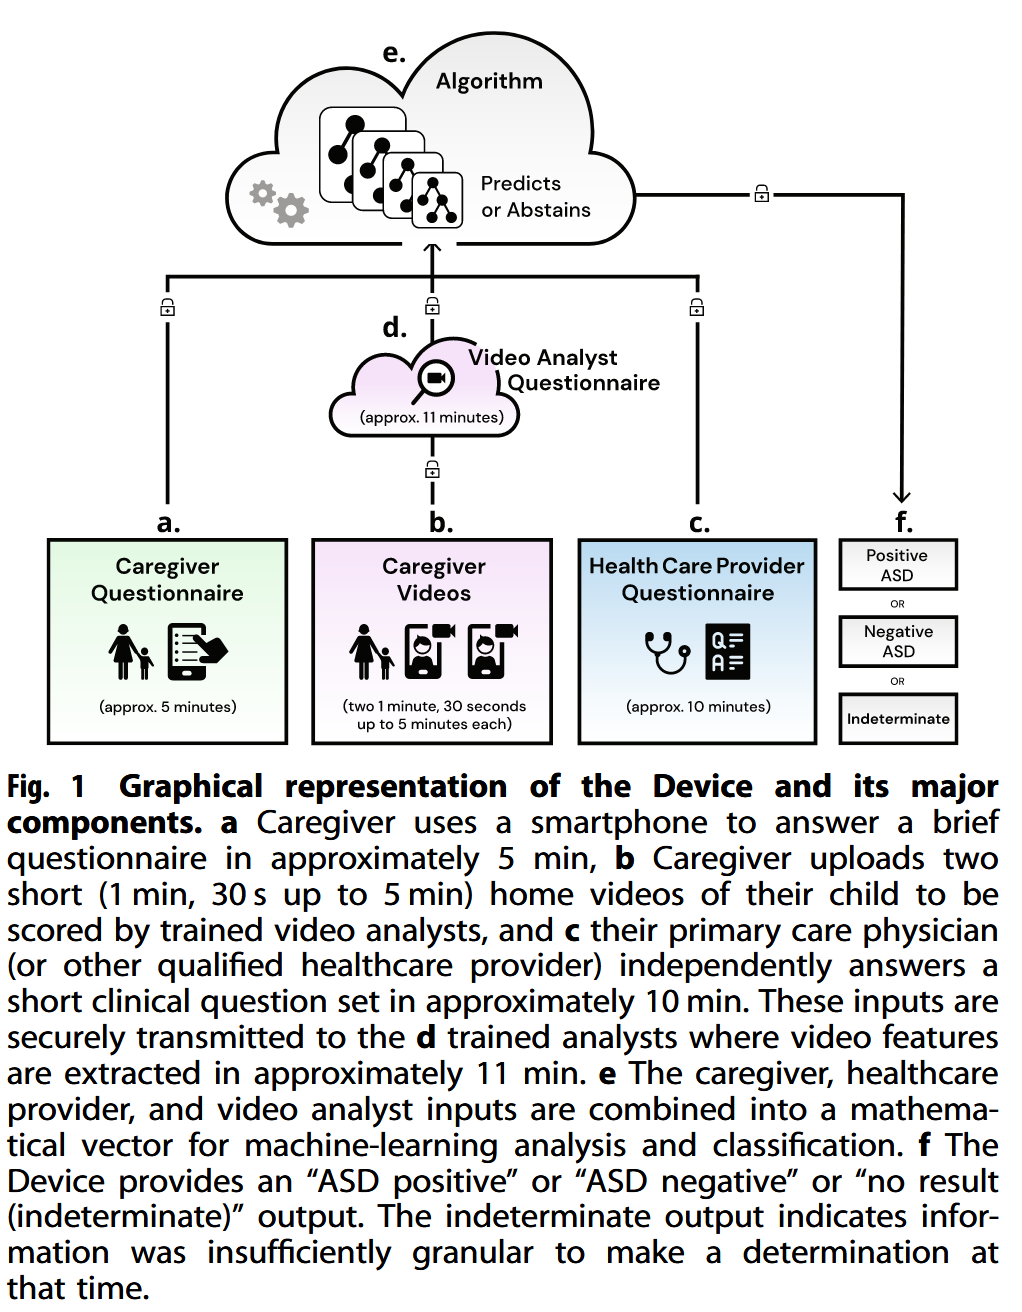 e.
Algorithm
Predicts
or Abstains
d.
Video Analyst
Questionnaire
(approx. 11 minutes)
a.
Caregiver
Questionnaire
(approx. 5 minutes)
b.
Caregiver
Videos
(two 1 minute, 30 seconds
up to 5 minutes each)
c.
Health Care Provider
Questionnaire
Q
A
(approx. 10 minutes)
f.
Positive
ASD
OR
Negative
ASD
OR
Indeterminate
Fig. 1 Graphical representation of the Device and its major
components. a Caregiver uses a smartphone to answer a brief
questionnaire in approximately 5 min, b Caregiver uploads two
short (1 min, 30 s up to 5 min) home videos of their child to be
scored by trained video analysts, and c their primary care physician
(or other qualified healthcare provider) independently answers a
short clinical question set in approximately 10 min. These inputs are
securely transmitted to the d trained analysts where video features
are extracted in approximately 11 min. e The caregiver, healthcare
provider, and video analyst inputs are combined into a mathema-
tical vector for machine-learning analysis and classification. f The
Device provides an “ASD positive” or “ASD negative” or “no result
(indeterminate)” output. The indeterminate output indicates infor-
mation was insufficiently granular to make a determination at
that time.